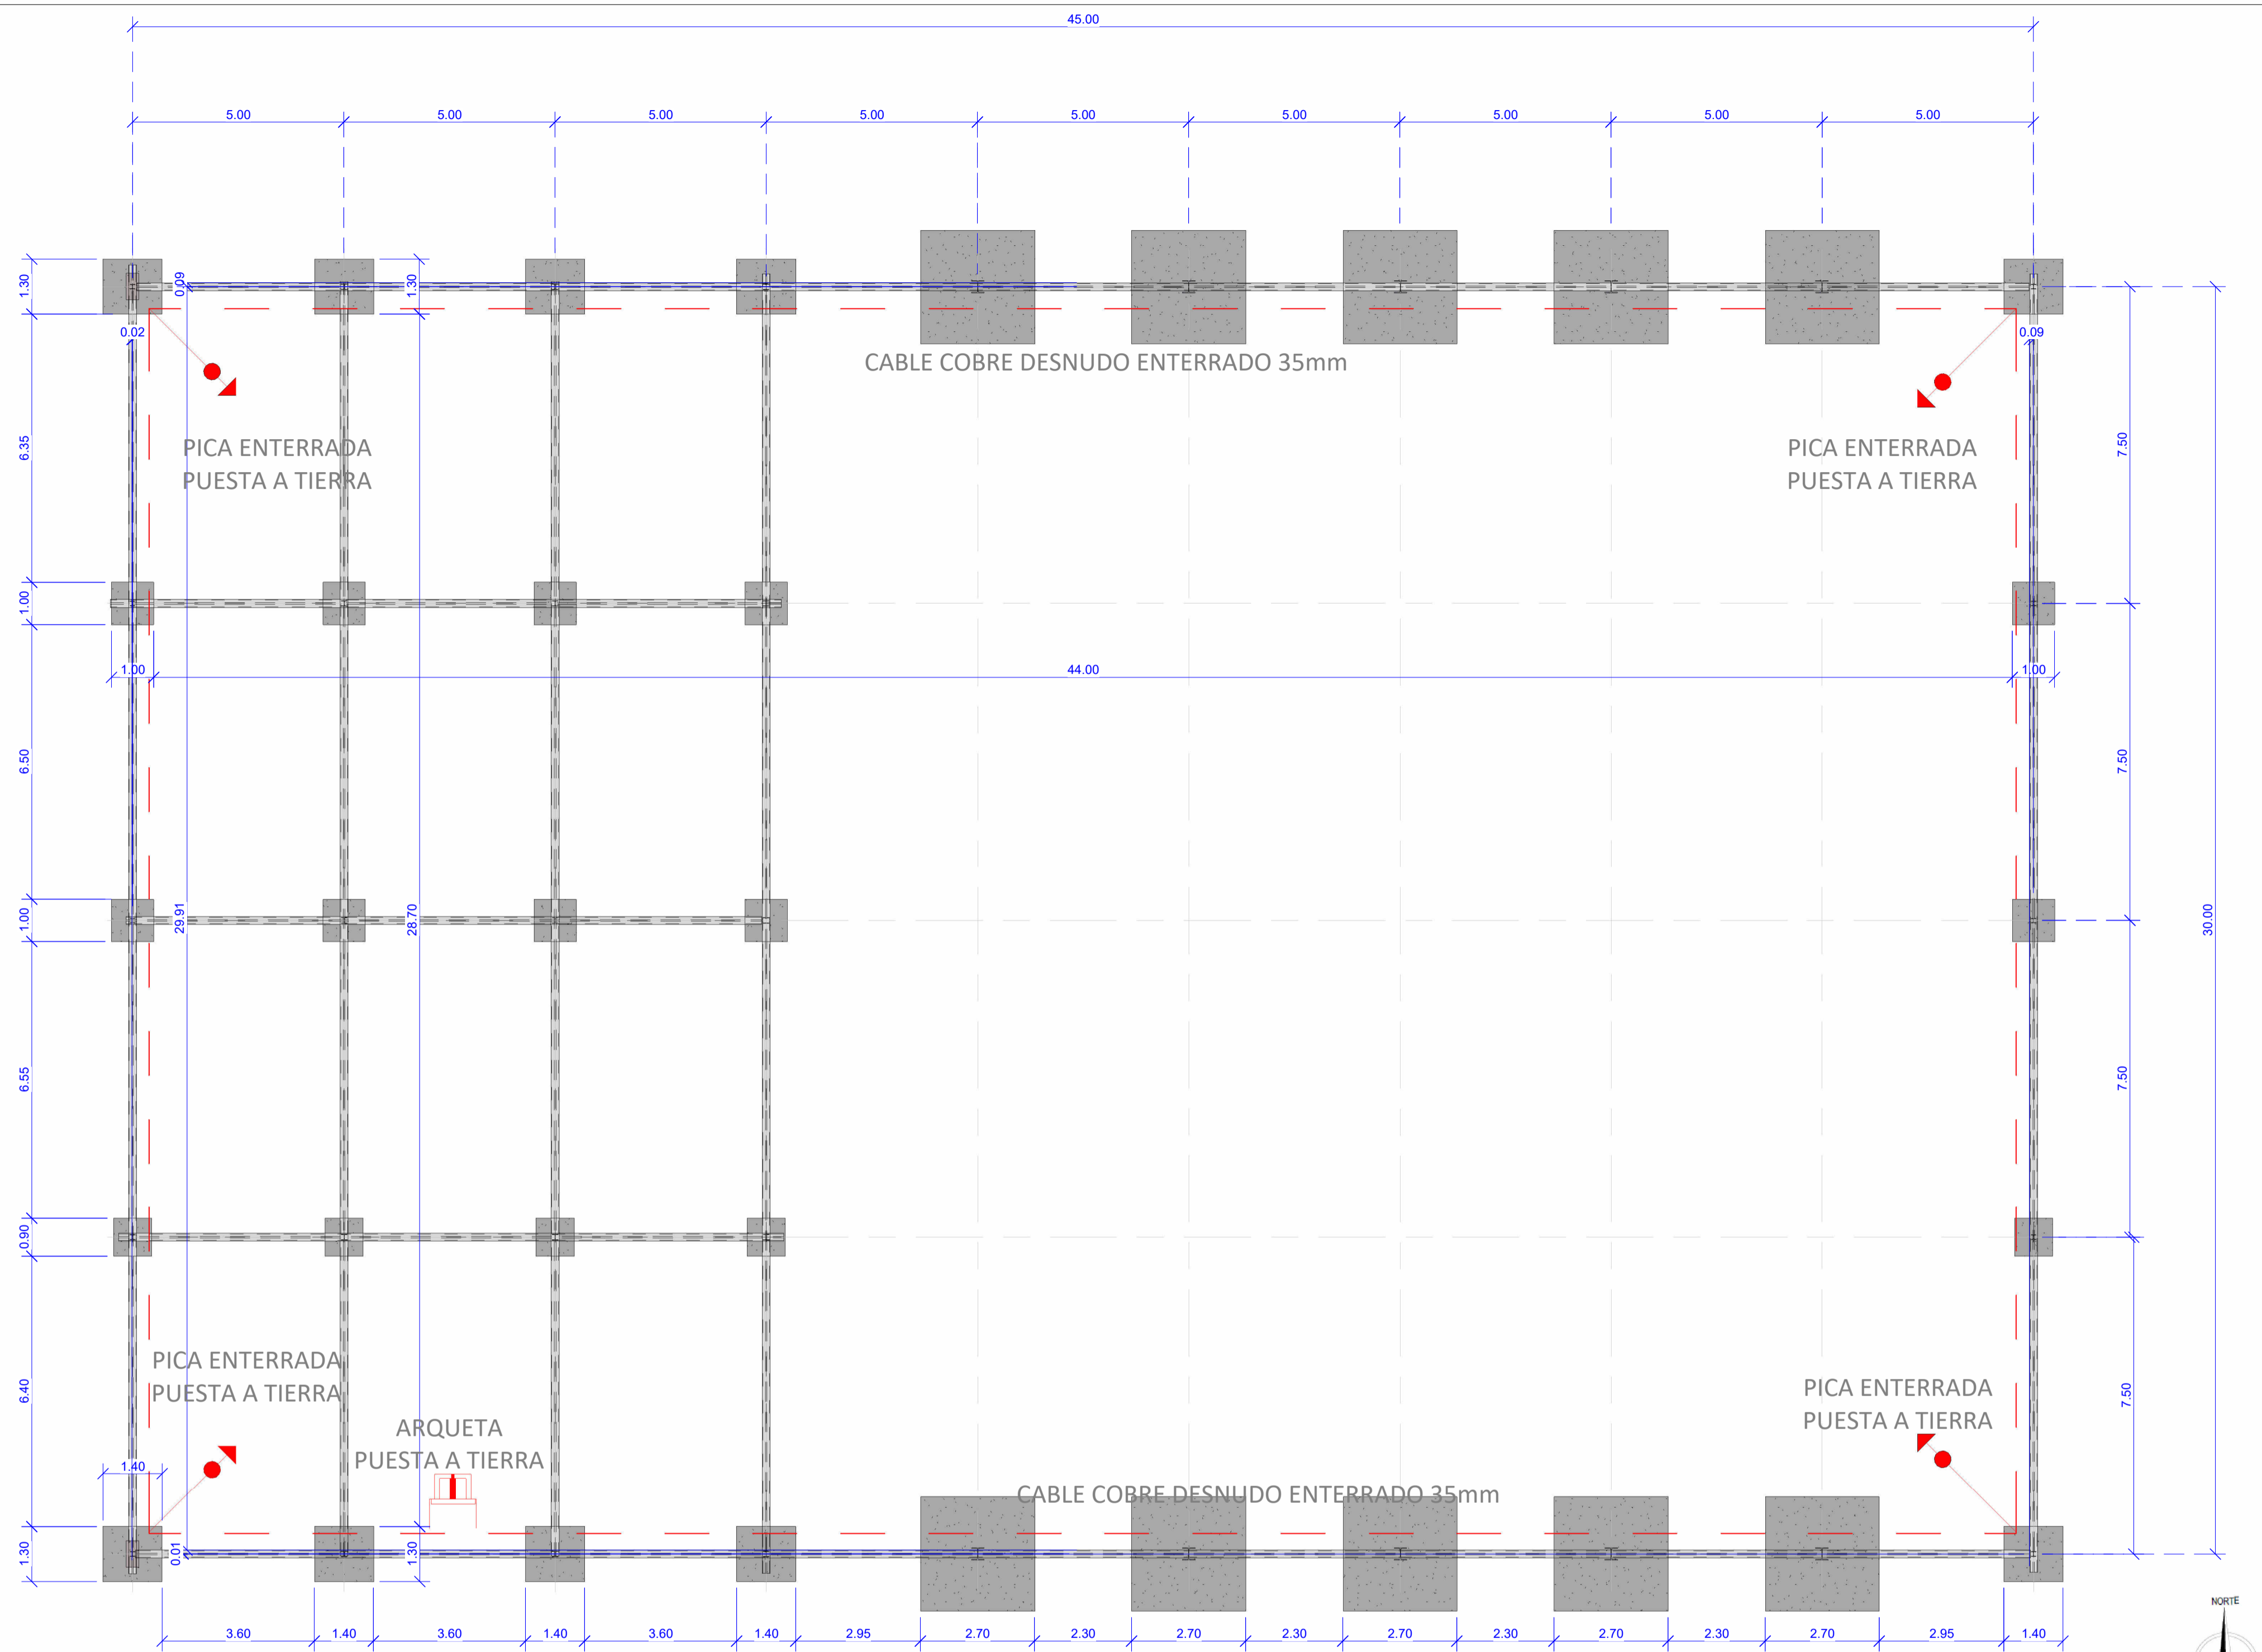 45.00
5.00 5.00 5.00 5.00 5.00 5.00 5.00 5.00 5.00
1.30 0.09 1.30
0.02 0.09
CABLE COBRE DESNUDO ENTERRADO 35mm
6.35 7.50
PICA ENTERRADA
PUESTA A TIERRA
PICA ENTERRADA
PUESTA A TIERRA
1.00
1.00 44.00 1.00
6.50 7.50
1.00 29.91 28.70 30.00
6.55 7.50
0.90
PICA ENTERRADA
PUESTA A TIERRA
6.40 7.50
PICA ENTERRADA
PUESTA A TIERRA
ARQUETA
PUESTA A TIERRA
1.40
CABLE COBRE DESNUDO ENTERRADO 35mm
1.30 0.01 1.30
NORTE
3.60 1.40 3.60 1.40 3.60 1.40 2.95 2.70 2.30 2.70 2.30 2.70 2.30 2.70 2.30 2.70 2.95 1.40